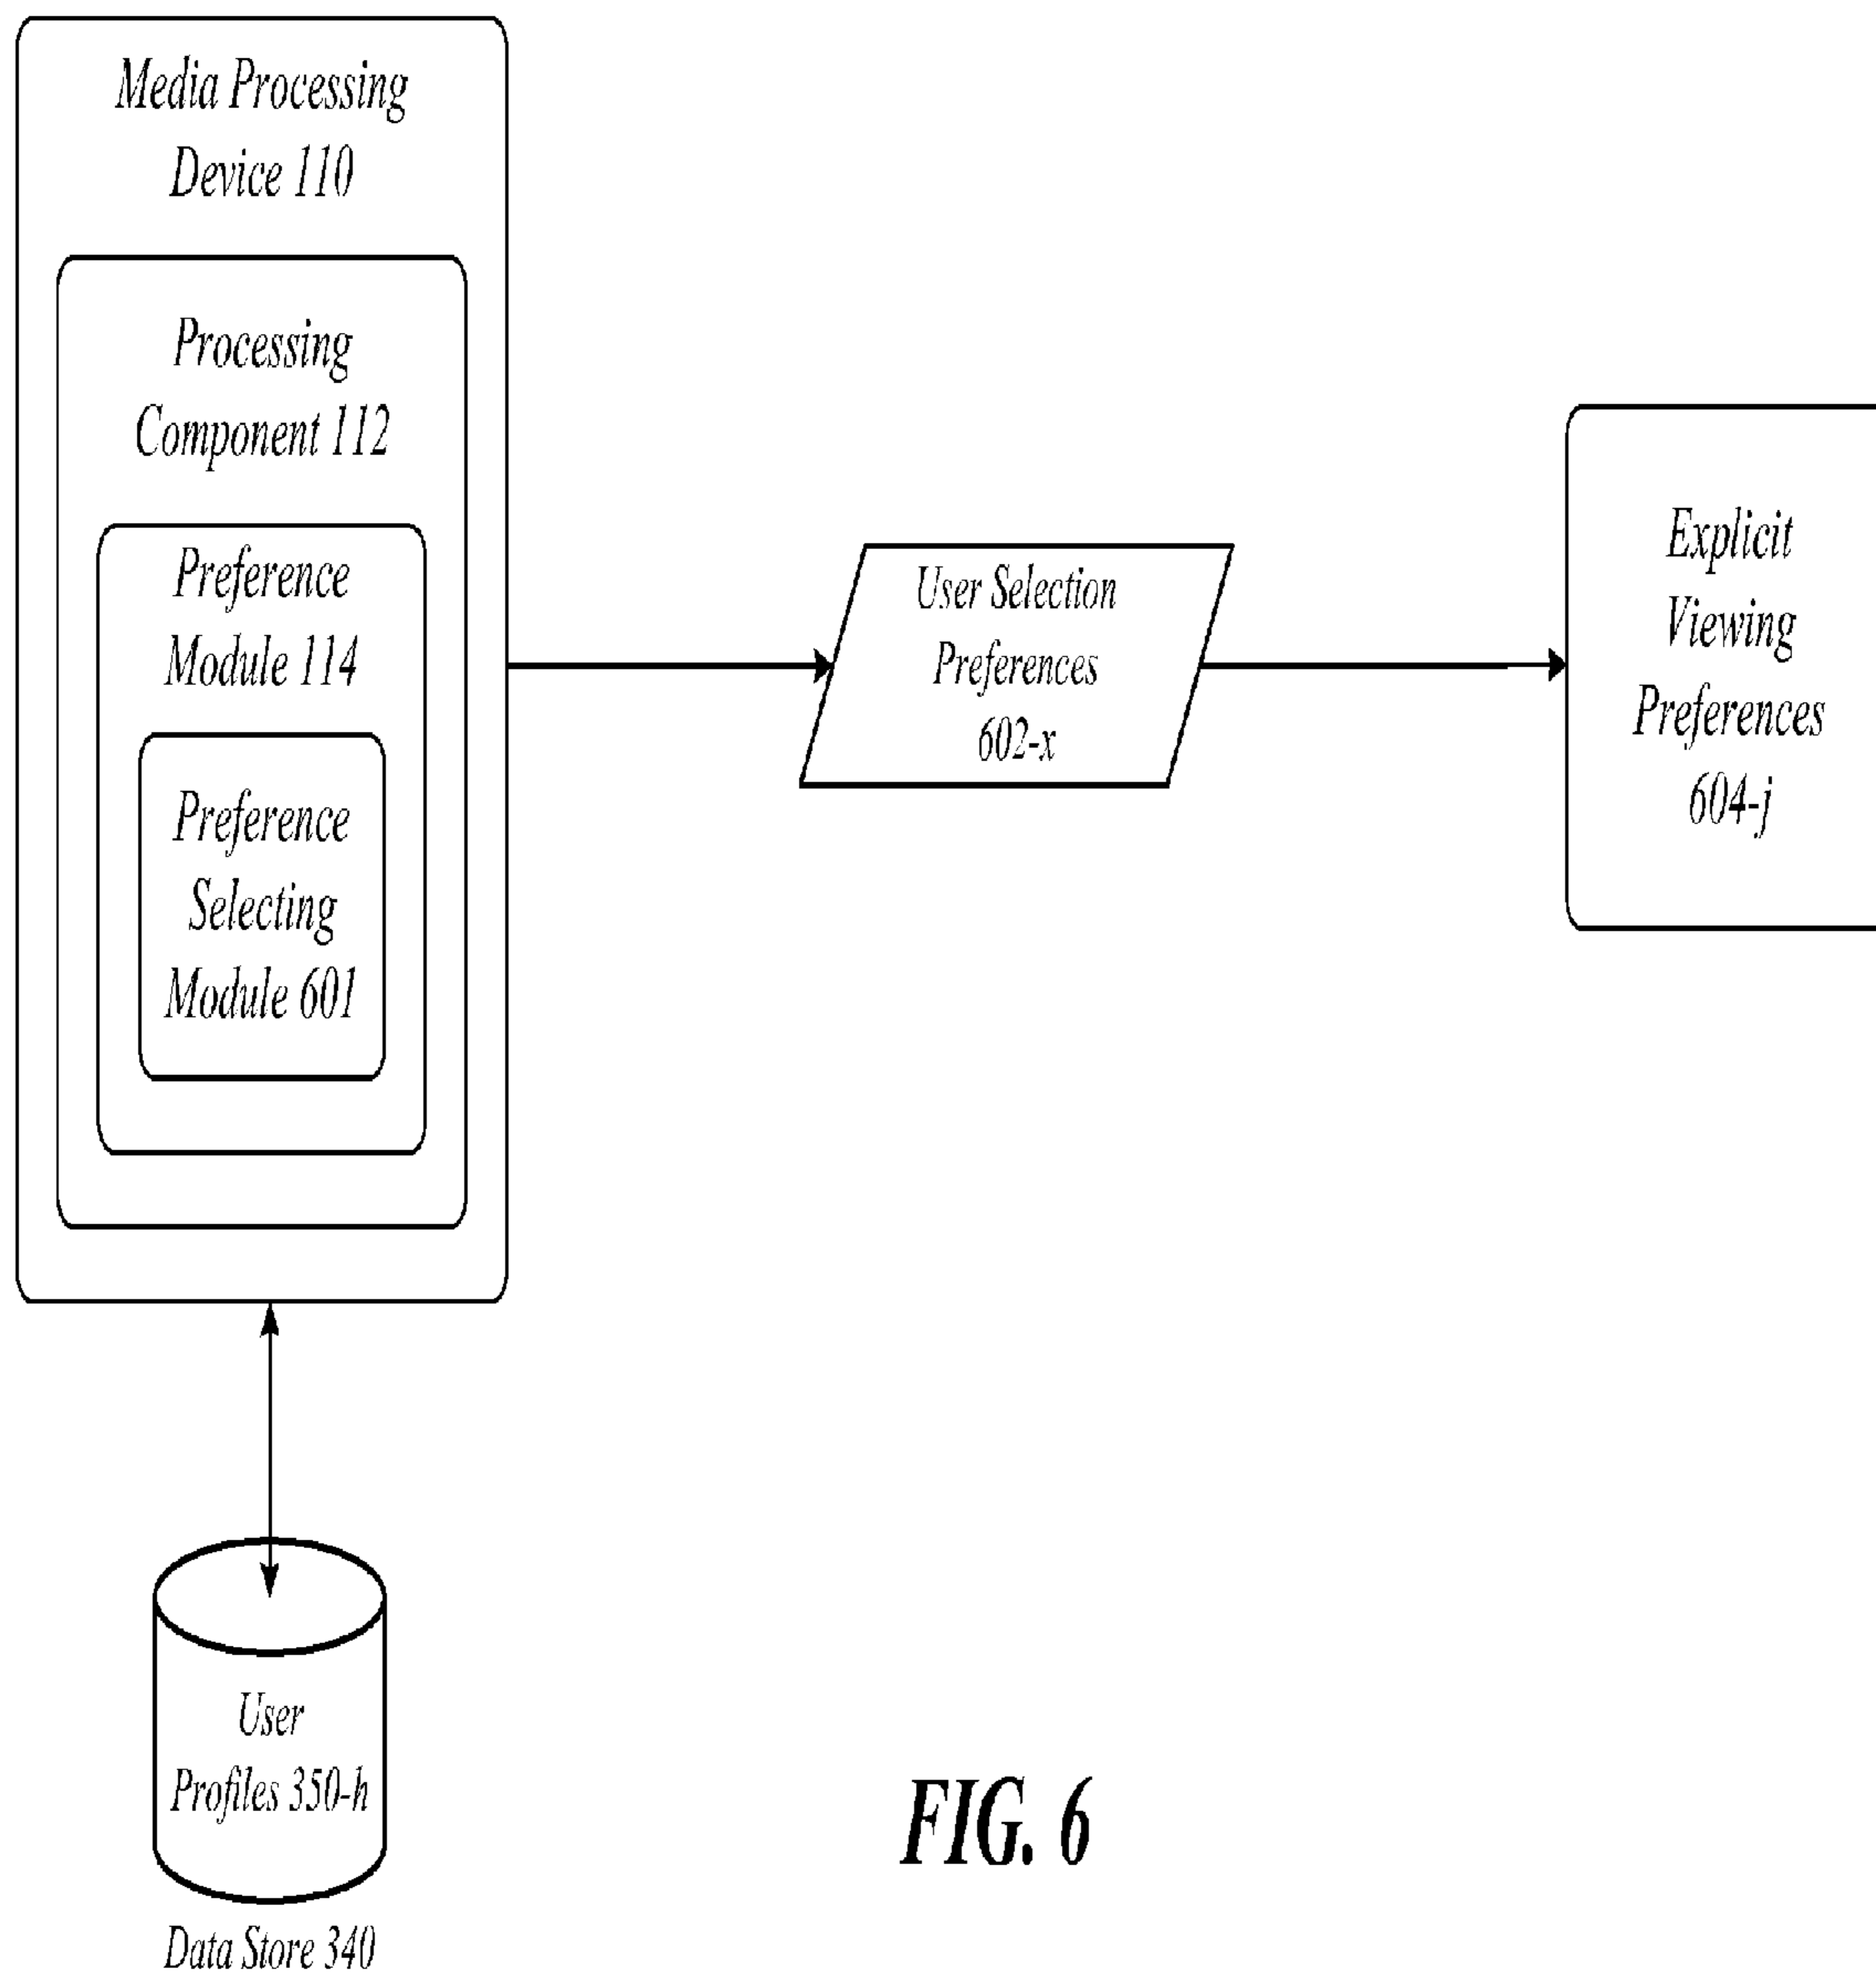 Media Processing
Device 110
Processing
Component 112
Preference
Module 114
Preference
Selecting
Module 601
User Selection
Preferences
602-x
Explicit
Viewing
Preferences
604-j
User
Profiles 350-h
Data Store 340
FIG. 6